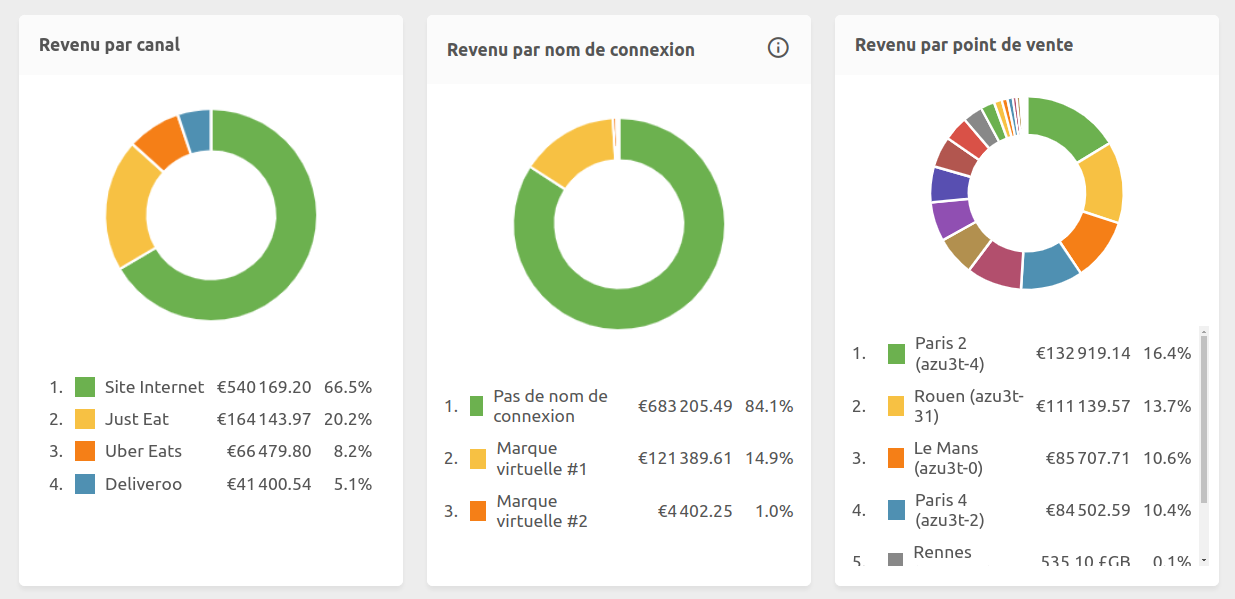 Revenu par canal
1. Site Internet €540 169.20 66.5%
2. Just Eat €164 143.97 20.2%
3. Uber Eats €66 479.80 8.2%
4. Deliveroo €41 400.54 5.1%
Revenu par nom de connexion
1. Pas de nom de connexion €683 205.49 84.1%
2. Marque virtuelle #1 €121 389.61 14.9%
3. Marque virtuelle #2 €4 402.25 1.0%
Revenu par point de vente
1. Paris 2 (azu3t-4) €132 919.14 16.4%
2. Rouen (azu3t-31) €111 139.57 13.7%
3. Le Mans (azu3t-0) €85 707.71 10.6%
4. Paris 4 (azu3t-2) €84 502.59 10.4%
5 Rennes 535.10 £GB 0.1%